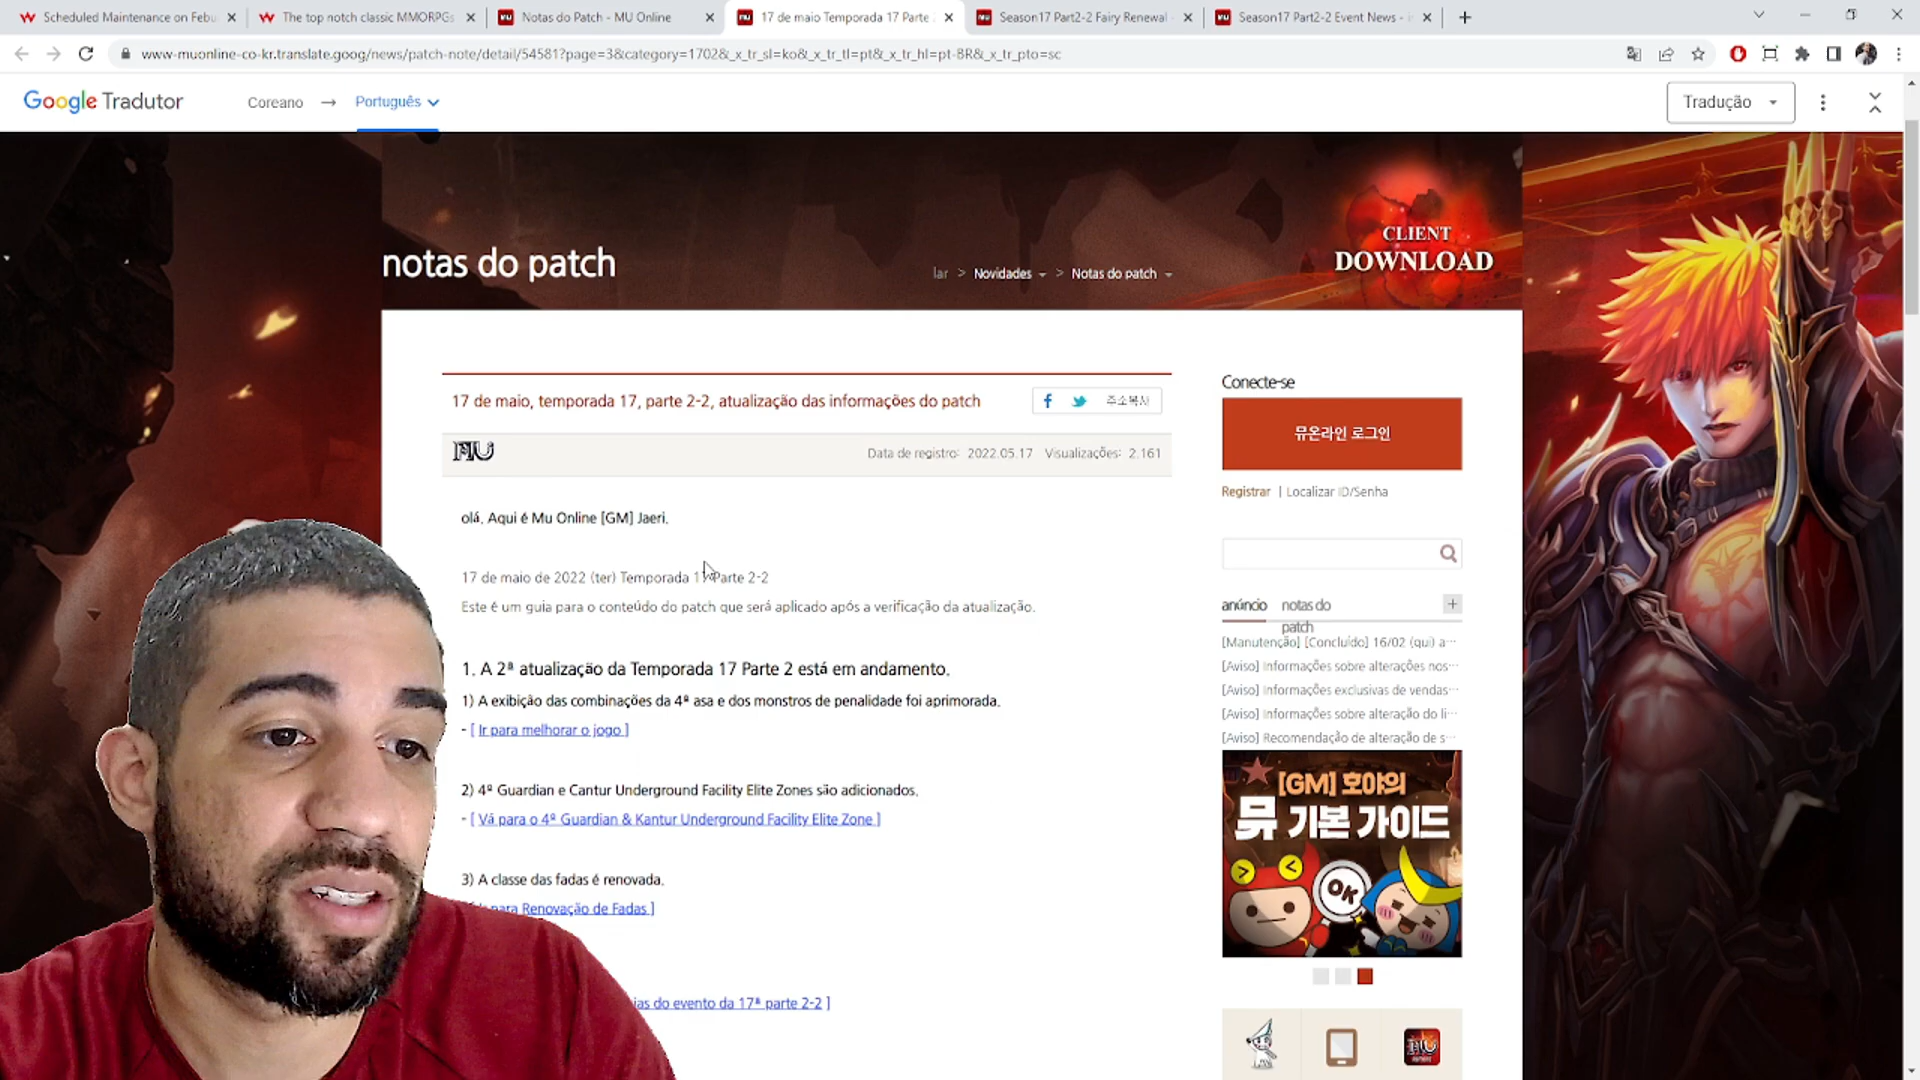 Scheduled Maintenance on Febu
The top notch classic MMORPGs
Notas do Patch - MU Online
17 de maio Temporada 17 Parte
Season17 Part2-2 Fairy Renewal
Season17 Part2-2 Event News -
www-muonline-co-kr.translate.goog/news/patch-note/detail/54581?page=3&category=1702&_x_tr_sl=ko&_x_tr_tl=pt&_x_tr_hl=pt-BR&_x_tr_pto=sc
Google Tradutor
Coreano → Português
Tradução
CLIENT
DOWNLOAD
notas do patch
lar > Novidades > Notas do patch
17 de maio, temporada 17, parte 2-2, atualização das informações do patch
주소복사
MU
Data de registro: 2022.05.17 Visualizações: 2.161
olá. Aqui é Mu Online [GM] Jaeri.
17 de maio de 2022 (ter) Temporada 17 Parte 2-2
Este é um guia para o conteúdo do patch que será aplicado após a verificação da atualização.
1. A 2ª atualização da Temporada 17 Parte 2 está em andamento.
1) A exibição das combinações da 4ª asa e dos monstros de penalidade foi aprimorada.
- [ Ir para melhorar o jogo ]
2) 4º Guardian e Cantur Underground Facility Elite Zones são adicionados.
- [ Vá para o 4º Guardian & Kantur Underground Facility Elite Zone ]
3) A classe das fadas é renovada.
para Renovação de Fadas ]
ias do evento da 17ª parte 2-2 ]
Conecte-se
뮤온라인 로그인
Registrar | Localizar ID/Senha
anúncio notas do patch +
[Manutenção] [Concluído] 16/02 (qui) a···
[Aviso] Informações sobre alterações nos···
[Aviso] Informações exclusivas de vendas···
[Aviso] Informações sobre alteração do li···
[Aviso] Recomendação de alteração de s···
[GM] 호야의
뮤 기본 가이드
OK
MU